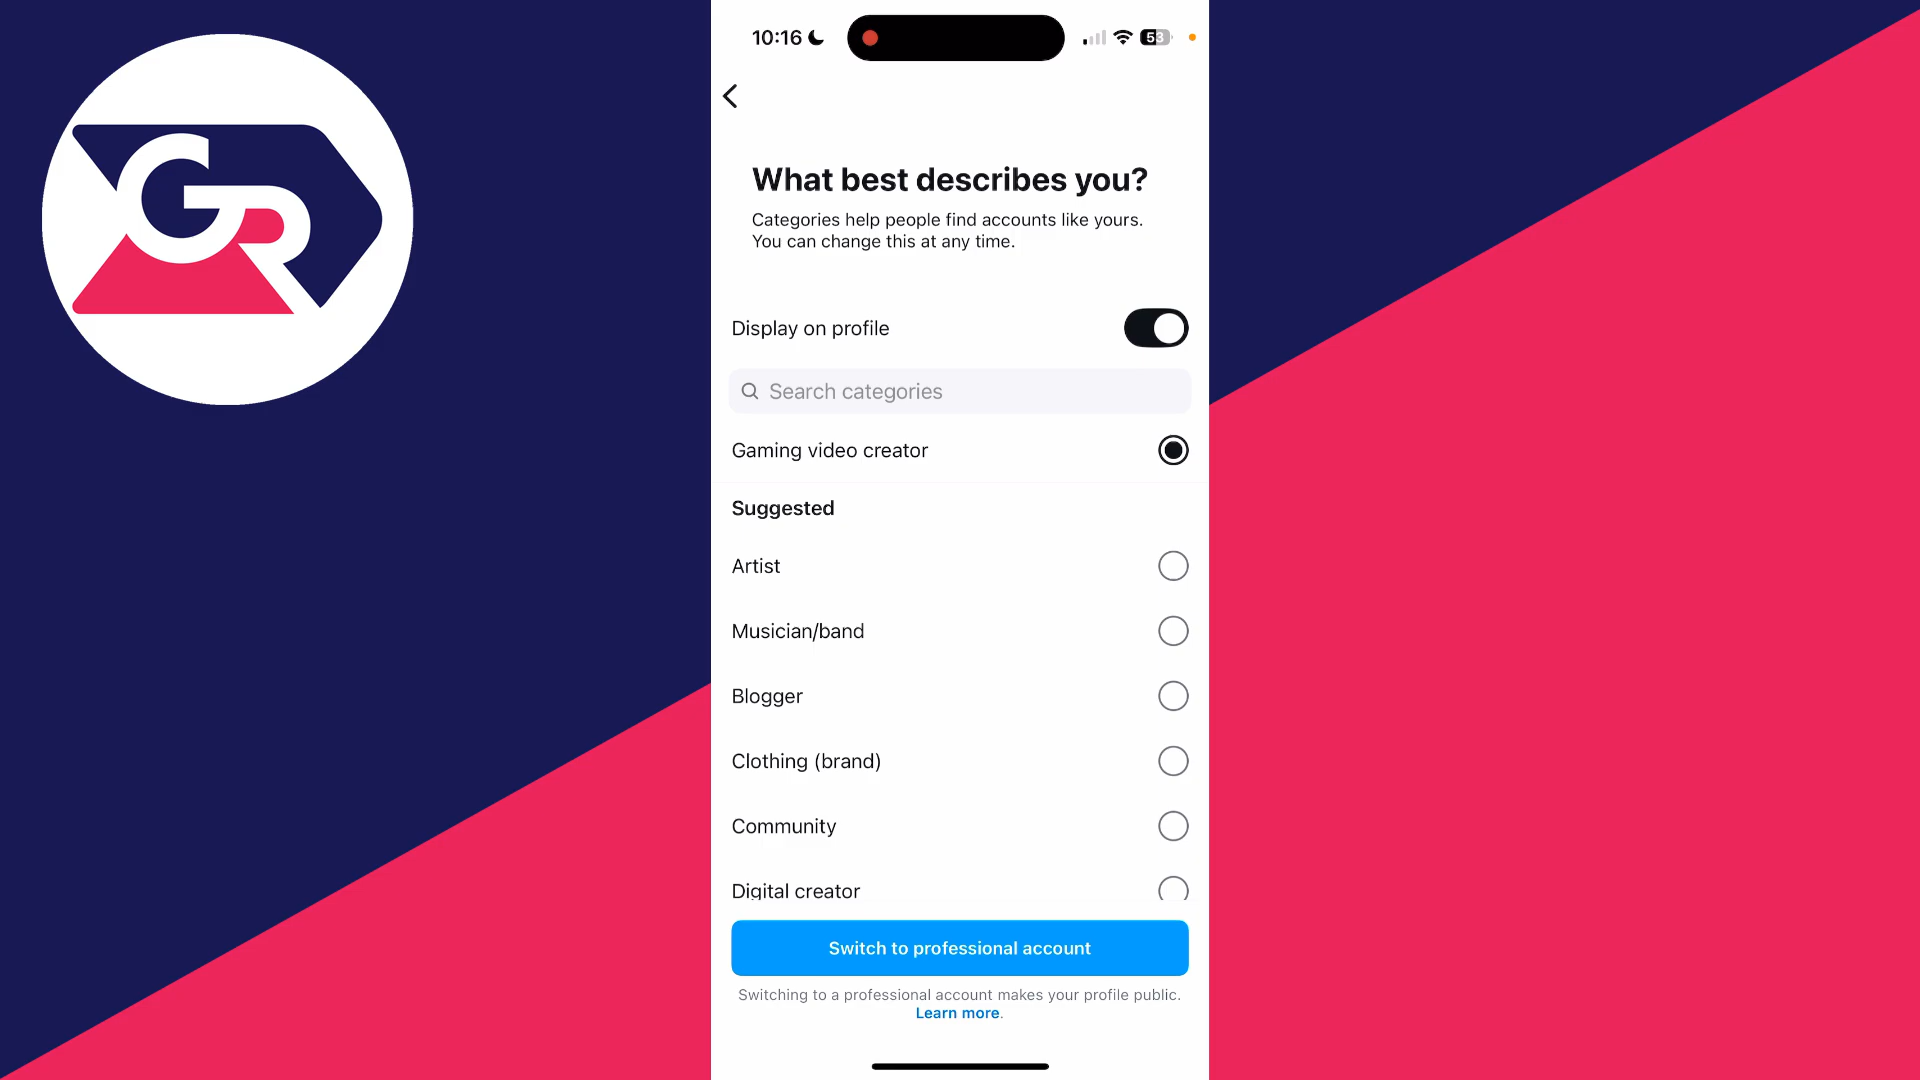 GR
10:16
53
What best describes you?
Categories help people find accounts like yours.
You can change this at any time.
Display on profile
Search categories
Gaming video creator
Suggested
Artist
Musician/band
Blogger
Clothing (brand)
Community
Digital creator
Switch to professional account
Switching to a professional account makes your profile public.
Learn more.